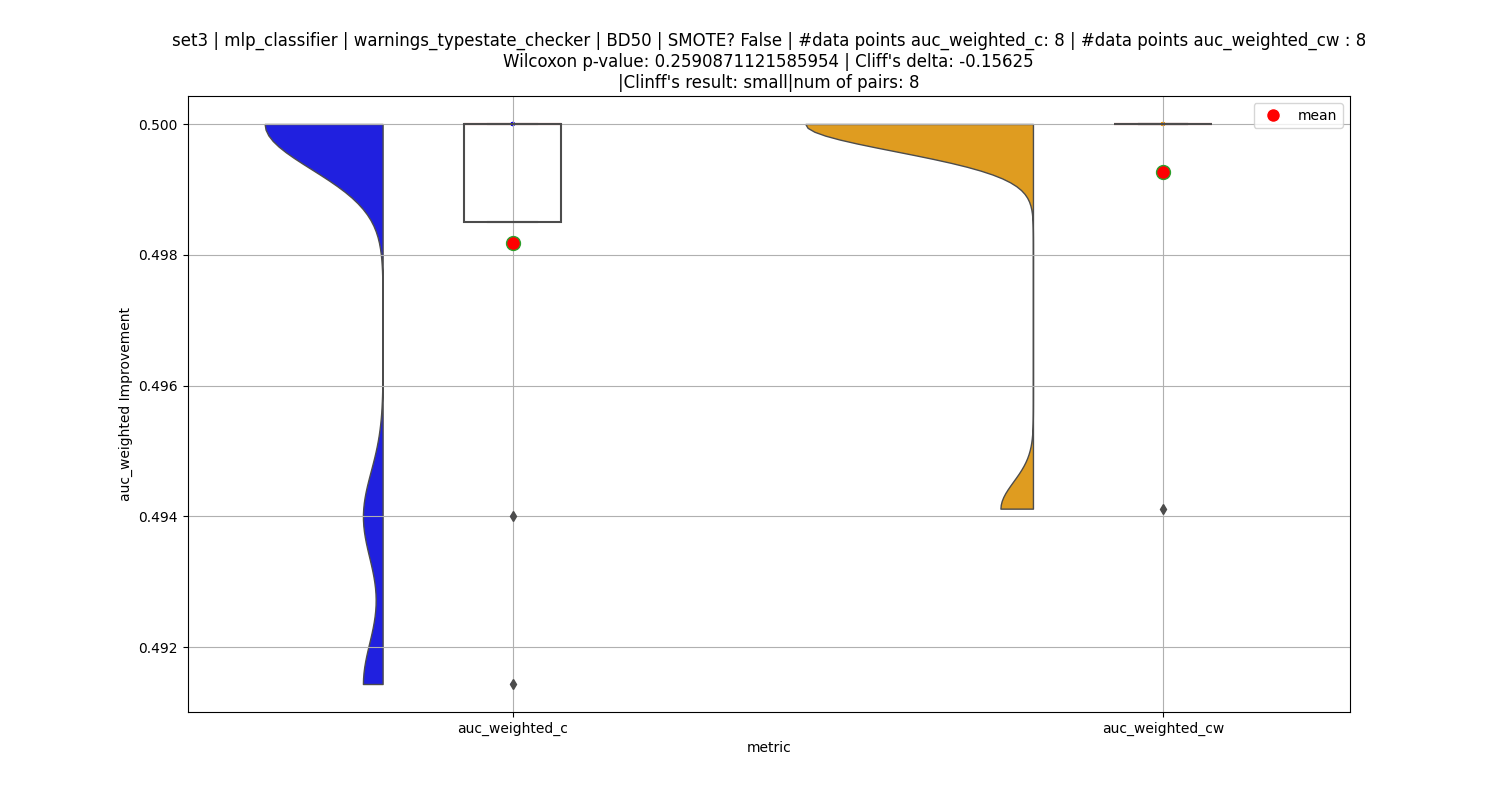 set3 | mlp_classifier | warnings_typestate_checker | BD50 | SMOTE? False | #data points auc_weighted_c: 8 | #data points auc_weighted_cw : 8
Wilcoxon p-value: 0.2590871121585954 | Cliff's delta: -0.15625
|Clinff's result: small|num of pairs: 8
mean
0.500
0.498
0.496
0.494
0.492
auc_weighted Improvement
auc_weighted_c
auc_weighted_cw
metric